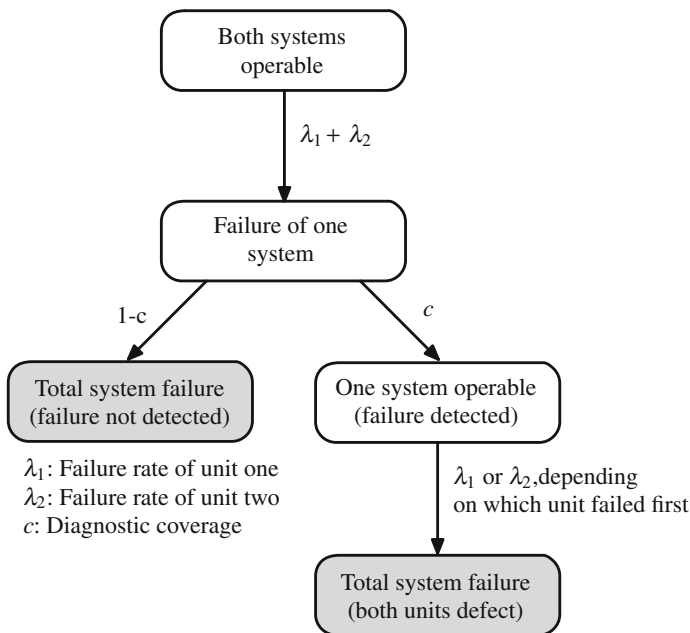 Both systems
operable
λ1 + λ2
Failure of one
system
1-c
c
Total system failure
(failure not detected)
One system operable
(failure detected)
λ1: Failure rate of unit one
λ2: Failure rate of unit two
c: Diagnostic coverage
λ1 or λ2,depending
on which unit failed first
Total system failure
(both units defect)